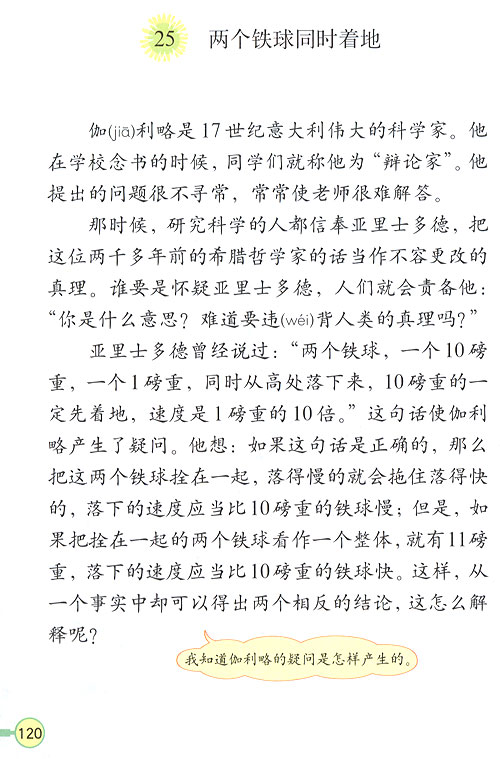 25 两个铁球同时着地
伽(jiā)利略是17世纪意大利伟大的科学家。他
在学校念书的时候，同学们就称他为“辩论家”。他
提出的问题很不寻常，常常使老师很难解答。
那时候，研究科学的人都信奉亚里士多德，把
这位两千多年前的希腊哲学家的话当作不容更改的
真理。谁要是怀疑亚里士多德，人们就会责备他：
“你是什么意思？难道要违(wéi)背人类的真理吗？”
亚里士多德曾经说过：“两个铁球，一个10磅
重，一个1磅重，同时从高处落下来，10磅重的一
定先着地，速度是1磅重的10倍。”这句话使伽利
略产生了疑问。他想：如果这句话是正确的，那么
把这两个铁球拴在一起，落得慢的就会拖住落得快
的，落下的速度应当比10磅重的铁球慢；但是，如
果把拴在一起的两个铁球看作一个整体，就有11磅
重，落下的速度应当比10磅重的铁球快。这样，从
一个事实中却可以得出两个相反的结论，这怎么解
释呢？
我知道伽利略的疑问是怎样产生的。
120